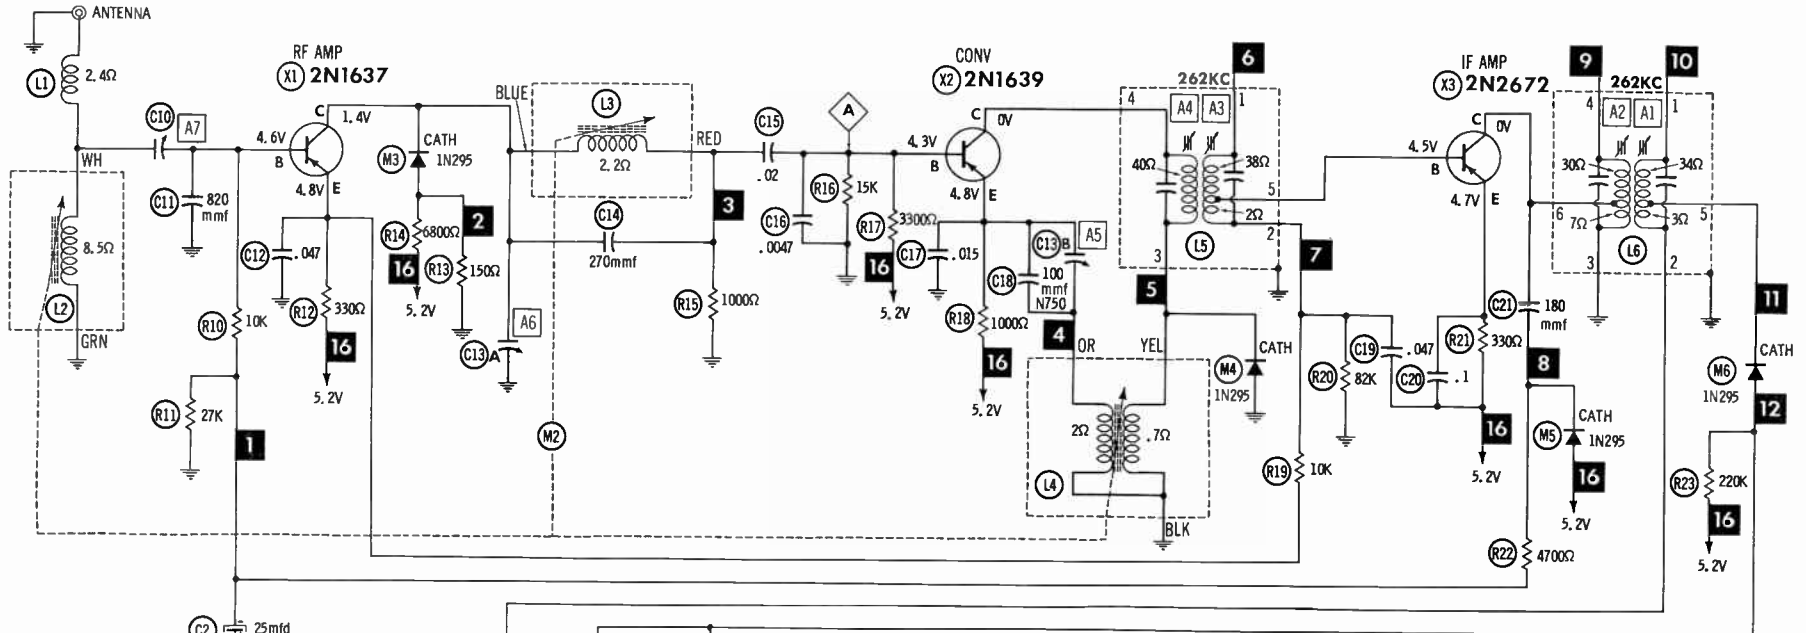 ANTENNA
L1
2.4Ω
WH
C10
A7
C11
820
mmf
8.5Ω
L2
GRN
RF AMP
X1 2N1637
C
1.4V
4.6V
B
4.8V
E
C12
.047
R10
10K
R12
330Ω
16
5.2V
R11
27K
1
C2
25mfd
CATH
M3
1N295
2
R14
6800Ω
16
R13
150Ω
5.2V
C13 A
A6
BLUE
L3
2.2Ω
RED
C14
270mmf
3
R15
1000Ω
M2
C15
.02
A
R16
15K
C16
.0047
R17
3300Ω
16
5.2V
CONV
X2 2N1639
C
0V
4.3V
B
4.8V
E
C17
.015
C18
100
mmf
N750
C13 B
A5
R18
1000Ω
16
5.2V
4
OR
YEL
5
2Ω
.7Ω
L4
BLK
262KC
6
4
A4
A3
1
40Ω
38Ω
5
2Ω
2
3
L5
7
CATH
M4
1N295
R20
82K
C19
.047
C20
.1
R21
330Ω
16
5.2V
R19
10K
IF AMP
X3 2N2672
C
0V
4.5V
B
4.7V
E
C21
180
mmf
8
CATH
M5
1N295
16
5.2V
R22
4700Ω
9
262KC
10
4
A2
A1
1
30Ω
34Ω
6
7Ω
3Ω
5
3
L6
2
11
CATH
M6
1N295
12
R23
220K
16
5.2V